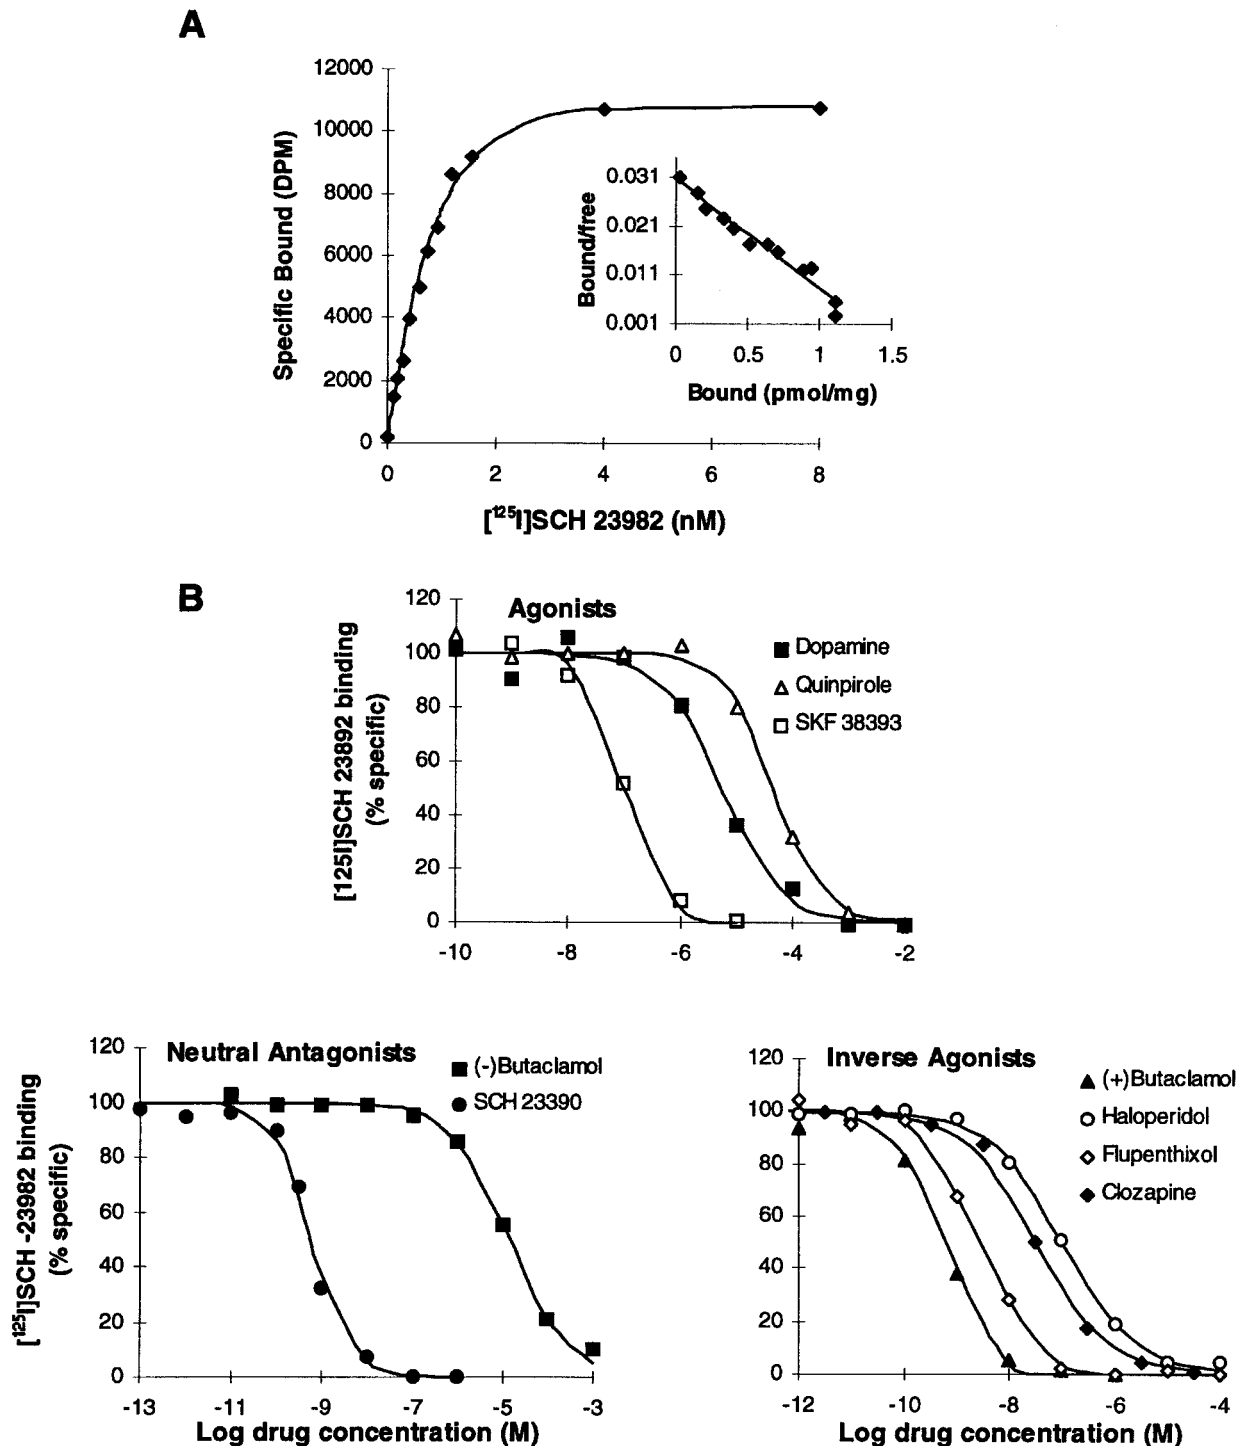 A
12000
10000
8000
6000
4000
2000
0
Specific Bound (DPM)
0 2 4 6 8
[¹²⁵I]SCH 23982 (nM)
0.031
0.021
0.011
0.001
Bound/free
0 0.5 1 1.5
Bound (pmol/mg)
B
120
100
80
60
40
20
0
[125I]SCH 23892 binding
(% specific)
Agonists
Dopamine
Quinpirole
SKF 38393
-10 -8 -6 -4 -2
120
100
80
60
40
20
0
[¹²⁵I]SCH -23982 binding
(% specific)
Neutral Antagonists
(-)Butaclamol
SCH 23390
-13 -11 -9 -7 -5 -3
Log drug concentration (M)
120
100
80
60
40
20
0
Inverse Agonists
(+)Butaclamol
Haloperidol
Flupenthixol
Clozapine
-12 -10 -8 -6 -4
Log drug concentration (M)